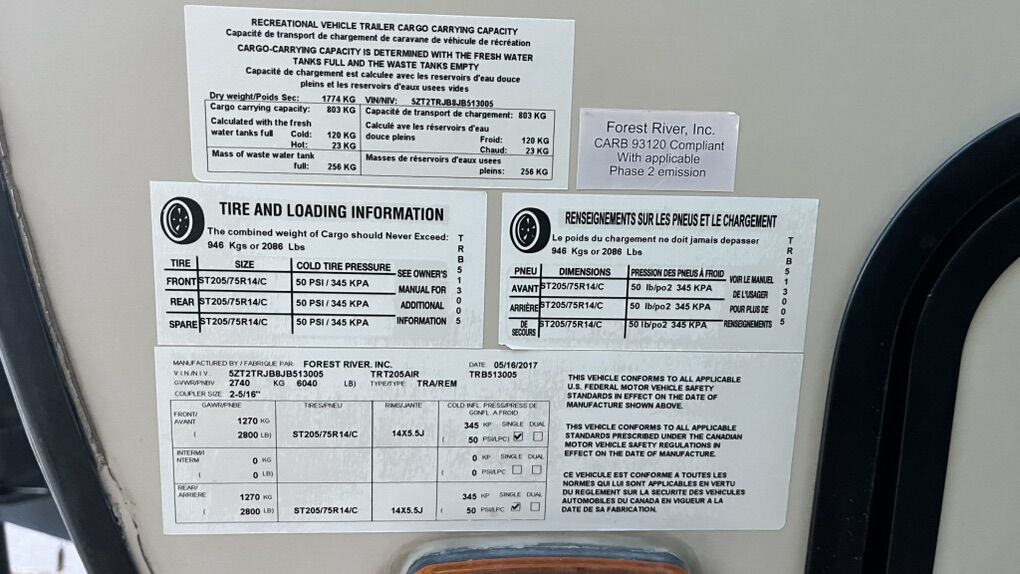 RECREATIONAL VEHICLE TRAILER CARGO CARRYING CAPACITY
Capacité de transport de chargement de caravane de véhicule de récréation
CARGO-CARRYING CAPACITY IS DETERMINED WITH THE FRESH WATER
TANKS FULL AND THE WASTE TANKS EMPTY
Capacité de chargement est calculee avec les reservoirs d'eau douce
pleins et les reservoirs d'eaux usees vides
Dry weight/Poids Sec: 1774 KG VIN/NIV: 5ZT2TRJB8JB513005
Cargo carrying capacity: 803 KG Capacité de transport de chargement: 803 KG
Calculated with the fresh Calculé ave les réservoirs d'eau
water tanks full Cold: 120 KG douce pleins Froid: 120 KG
Hot: 23 KG Chaud: 23 KG
Mass of waste water tank Masses de réservoirs d'eaux usees
full: 256 KG pleins: 256 KG
Forest River, Inc.
CARB 93120 Compliant
With applicable
Phase 2 emission
TIRE AND LOADING INFORMATION
The combined weight of Cargo should Never Exceed:
946 Kgs or 2086 Lbs
TIRE SIZE COLD TIRE PRESSURE
FRONT ST205/75R14/C 50 PSI / 345 KPA
REAR ST205/75R14/C 50 PSI / 345 KPA
SPARE ST205/75R14/C 50 PSI / 345 KPA
SEE OWNER'S
MANUAL FOR
ADDITIONAL
INFORMATION
TRB513005
RENSEIGNEMENTS SUR LES PNEUS ET LE CHARGEMENT
Le poids du chargement ne doit jamais depasser
946 Kgs or 2086 Lbs
PNEU DIMENSIONS PRESSION DES PNEUS À FROID
AVANT ST205/75R14/C 50 lb/po2 345 KPA
ARRIÈRE ST205/75R14/C 50 lb/po2 345 KPA
DE SECOURS ST205/75R14/C 50 lb/po2 345 KPA
VOIR LE MANUEL
DE L'USAGER
POUR PLUS DE
RENSEIGNEMENTS
TRB513005
MANUFACTURED BY / FABRIQUE PAR FOREST RIVER, INC. DATE 05/16/2017
V.I.N./N.I.V. 5ZT2TRJB8JB513005 TRT205AIR TRB513005
GVWR/PNBV 2740 KG 6040 LB) TYPE/TYPE TRA/REM
COUPLER SIZE 2-5/16"
GAWR/PNBE TIRES/PNEU RIMS/JANTE COLD INFL PRESS/PRESS DE
GONFL A FROID
FRONT/
AVANT 1270 KG 345 KP SINGLE DUAL
( 2800 LB) ST205/75R14/C 14X5.5J ( 50 PSI/LPC)
INTERM/I
NTERM 0 KG 0 KP SINGLE DUAL
( 0 LB) ( 0 PSI/LPC
REAR/
ARRIERE 1270 KG 345 KP SINGLE DUAL
( 2800 LB) ST205/75R14/C 14X5.5J ( 50 PSI/LPC
THIS VEHICLE CONFORMS TO ALL APPLICABLE
U.S. FEDERAL MOTOR VEHICLE SAFETY
STANDARDS IN EFFECT ON THE DATE OF
MANUFACTURE SHOWN ABOVE.
THIS VEHICLE CONFORMS TO ALL APPLICABLE
STANDARDS PRESCRIBED UNDER THE CANADIAN
MOTOR VEHICLE SAFETY REGULATIONS IN
EFFECT ON THE DATE OF MANUFACTURE.
CE VEHICULE EST CONFORME A TOUTES LES
NORMES QUI LUI SONT APPLICABLES EN VERTU
DU REGLEMENT SUR LA SECURITE DES VEHICULES
AUTOMOBILES DU CANADA EN VIGUEUR A LA
DATE DE SA FABRICATION.